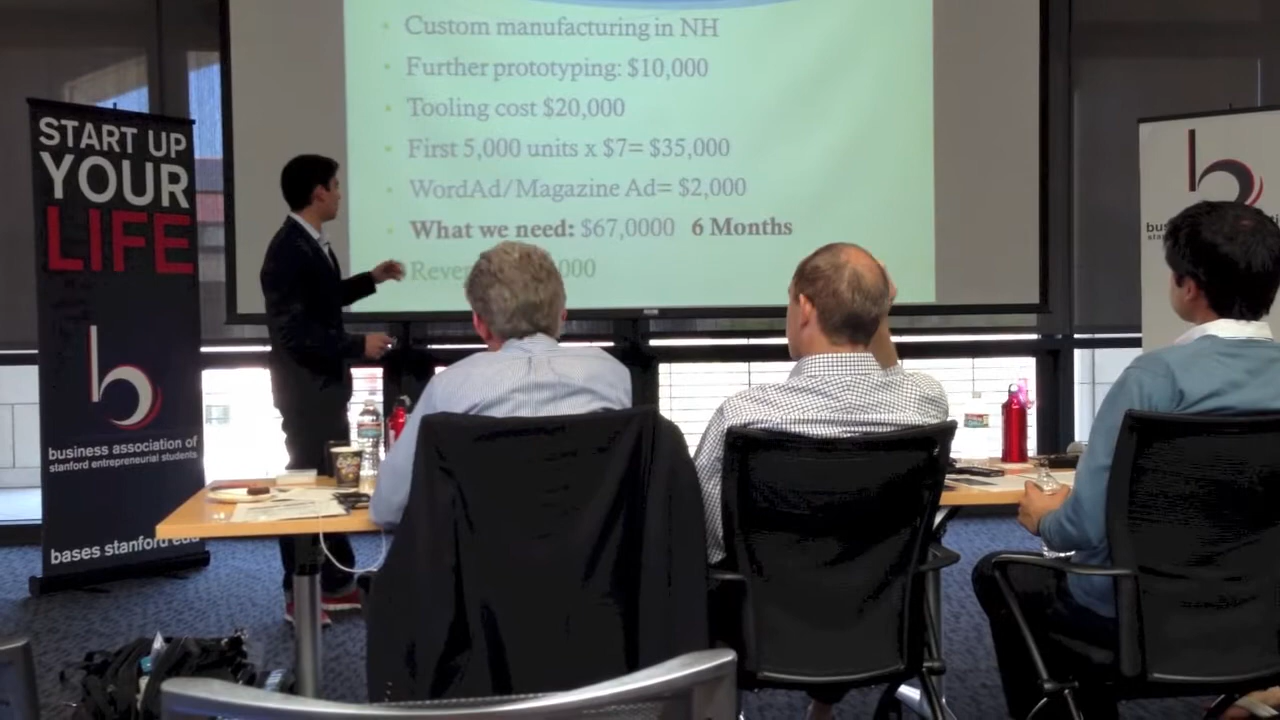 START UP
YOUR
LIFE
b
business association of
stanford entrepreneurial students
bases stanford edu
Custom manufacturing in NH
Further prototyping: $10,000
Tooling cost $20,000
First 5,000 units x $7= $35,000
WordAd/Magazine Ad= $2,000
What we need: $67,0000 6 Months
b